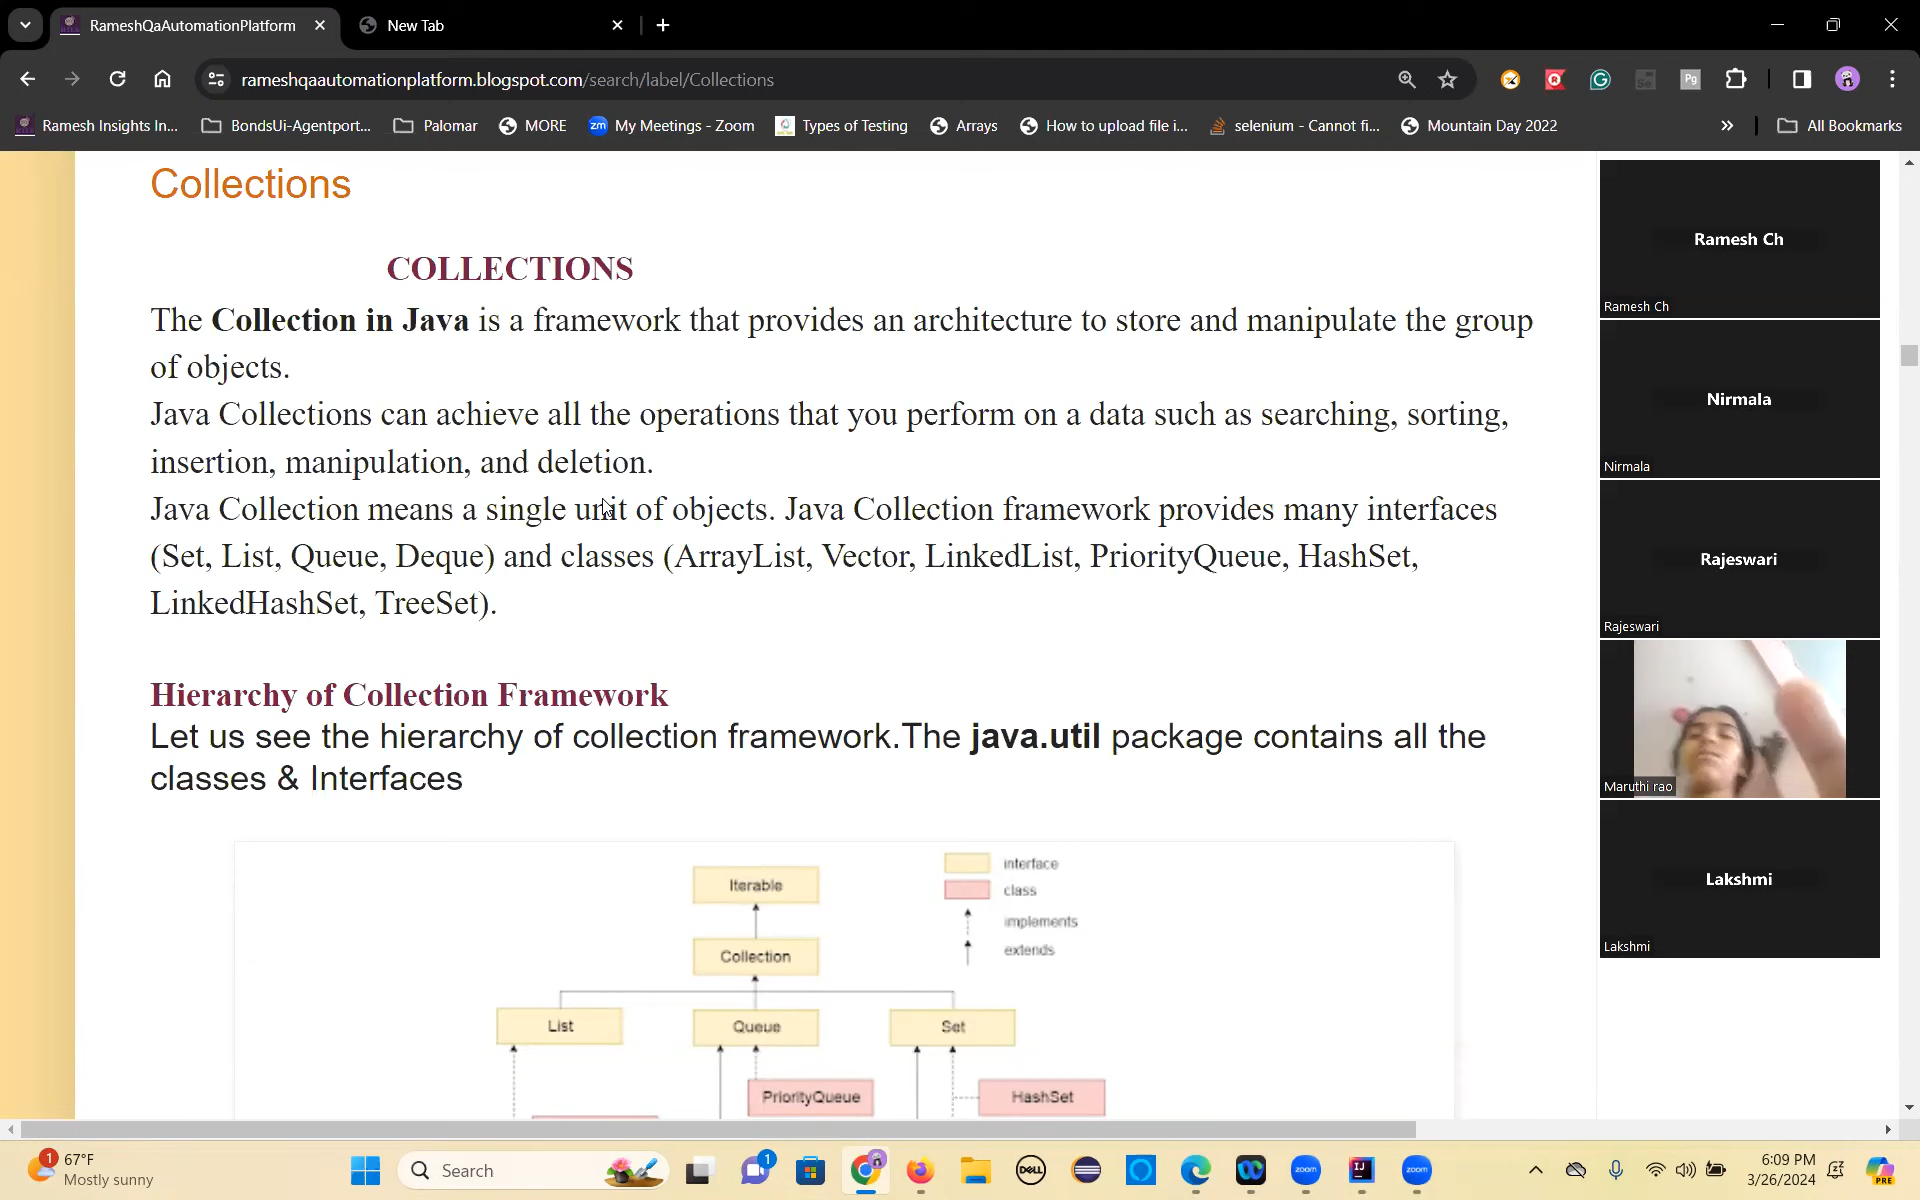 RameshQaAutomationPlatform
New Tab
rameshqaautomationplatform.blogspot.com/search/label/Collections
Ramesh Insights In...
BondsUi-Agentport...
Palomar
MORE
My Meetings - Zoom
Types of Testing
Arrays
How to upload file i...
selenium - Cannot fi...
Mountain Day 2022
All Bookmarks
Collections
COLLECTIONS
The Collection in Java is a framework that provides an architecture to store and manipulate the group
of objects.
Java Collections can achieve all the operations that you perform on a data such as searching, sorting,
insertion, manipulation, and deletion.
Java Collection means a single unit of objects. Java Collection framework provides many interfaces
(Set, List, Queue, Deque) and classes (ArrayList, Vector, LinkedList, PriorityQueue, HashSet,
LinkedHashSet, TreeSet).
Hierarchy of Collection Framework
Let us see the hierarchy of collection framework.The java.util package contains all the
classes & Interfaces
Iterable
interface
class
implements
extends
Collection
List
Queue
Set
PriorityQueue
HashSet
Ramesh Ch
Ramesh Ch
Nirmala
Nirmala
Rajeswari
Rajeswari
Maruthi rao
Lakshmi
Lakshmi
1
67°F
Mostly sunny
Search
1
DELL
zoom
IJ
zoom
6:09 PM
3/26/2024
PRE